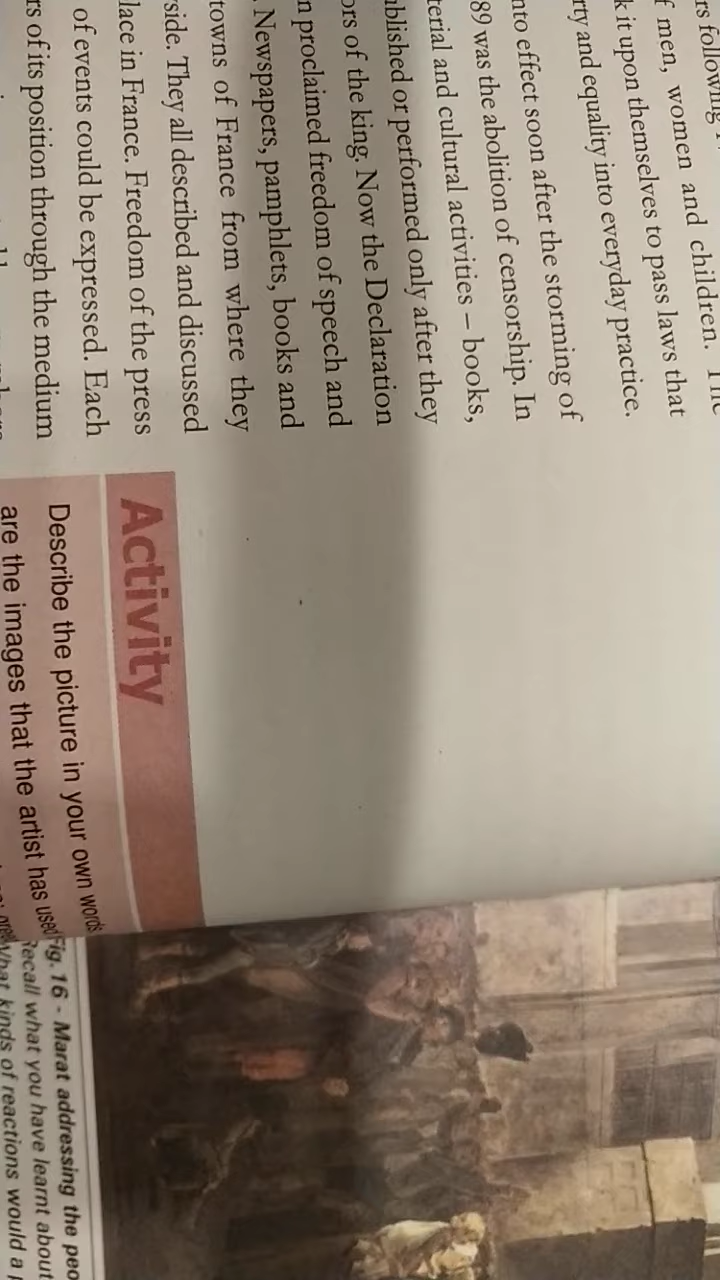 f men, women and children.
k it upon themselves to pass laws that
rty and equality into everyday practice.
nto effect soon after the storming of
89 was the abolition of censorship. In
terial and cultural activities – books,
ublished or performed only after they
ors of the king. Now the Declaration
n proclaimed freedom of speech and
. Newspapers, pamphlets, books and
towns of France from where they
rside. They all described and discussed
lace in France. Freedom of the press
of events could be expressed. Each
rs of its position through the medium
Activity
Describe the picture in your own words
are the images that the artist has used
Fig. 16 - Marat addressing the peo
Recall what you have learnt about
What kinds of reactions would a